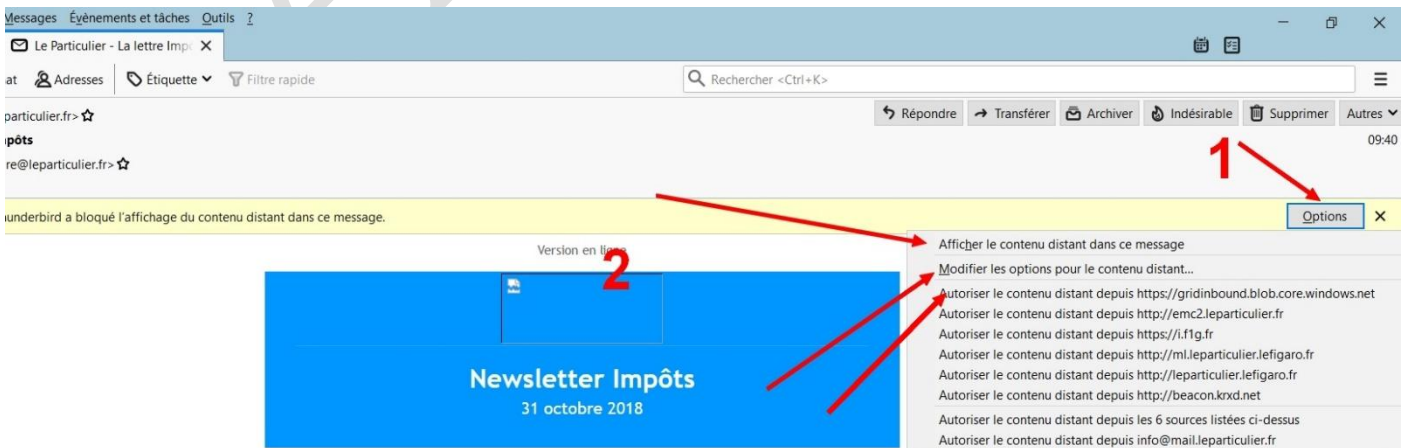 Messages Évènements et tâches Outils ?
Le Particulier - La lettre Impô
at Adresses Étiquette Filtre rapide Rechercher <Ctrl+K>
particulier.fr> Répondre Transférer Archiver Indésirable Supprimer Autres
mpôts 09:40
re@leparticulier.fr>
1
underbird a bloqué l'affichage du contenu distant dans ce message. Options
Version en ligne
2
Afficher le contenu distant dans ce message
Modifier les options pour le contenu distant...
Autoriser le contenu distant depuis https://gridinbound.blob.core.windows.net
Autoriser le contenu distant depuis http://emc2.leparticulier.fr
Autoriser le contenu distant depuis https://i.f1g.fr
Autoriser le contenu distant depuis http://ml.leparticulier.lefigaro.fr
Autoriser le contenu distant depuis http://leparticulier.lefigaro.fr
Autoriser le contenu distant depuis http://beacon.krxd.net
Autoriser le contenu distant depuis les 6 sources listées ci-dessus
Autoriser le contenu distant depuis info@mail.leparticulier.fr
Newsletter Impôts
31 octobre 2018